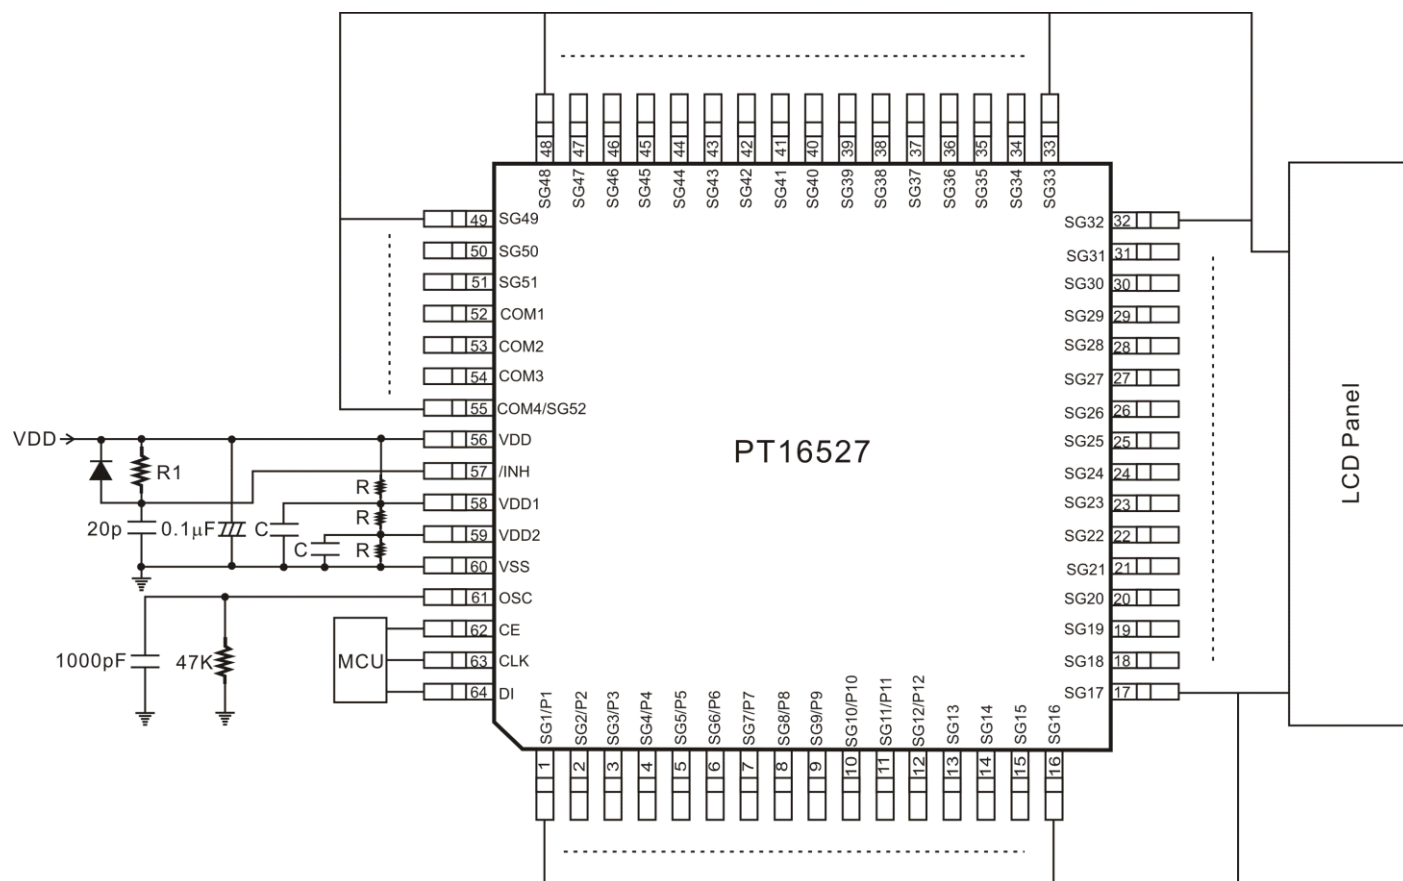 48 47 46 45 44 43 42 41 40 39 38 37 36 35 34 33
SG48 SG47 SG46 SG45 SG44 SG43 SG42 SG41 SG40 SG39 SG38 SG37 SG36 SG35 SG34 SG33
49 SG49
50 SG50
51 SG51
52 COM1
53 COM2
54 COM3
55 COM4/SG52
VDD
56 VDD
57 /INH
R1
R
58 VDD1
20p
0.1µF
C
R
59 VDD2
C
R
60 VSS
61 OSC
1000pF
47K
MCU
62 CE
63 CLK
64 DI
PT16527
SG32 32
SG31 31
SG30 30
SG29 29
SG28 28
SG27 27
SG26 26
SG25 25
SG24 24
SG23 23
SG22 22
SG21 21
SG20 20
SG19 19
SG18 18
SG17 17
LCD Panel
SG1/P1 SG2/P2 SG3/P3 SG4/P4 SG5/P5 SG6/P6 SG7/P7 SG8/P8 SG9/P9 SG10/P10 SG11/P11 SG12/P12 SG13 SG14 SG15 SG16
1 2 3 4 5 6 7 8 9 10 11 12 13 14 15 16